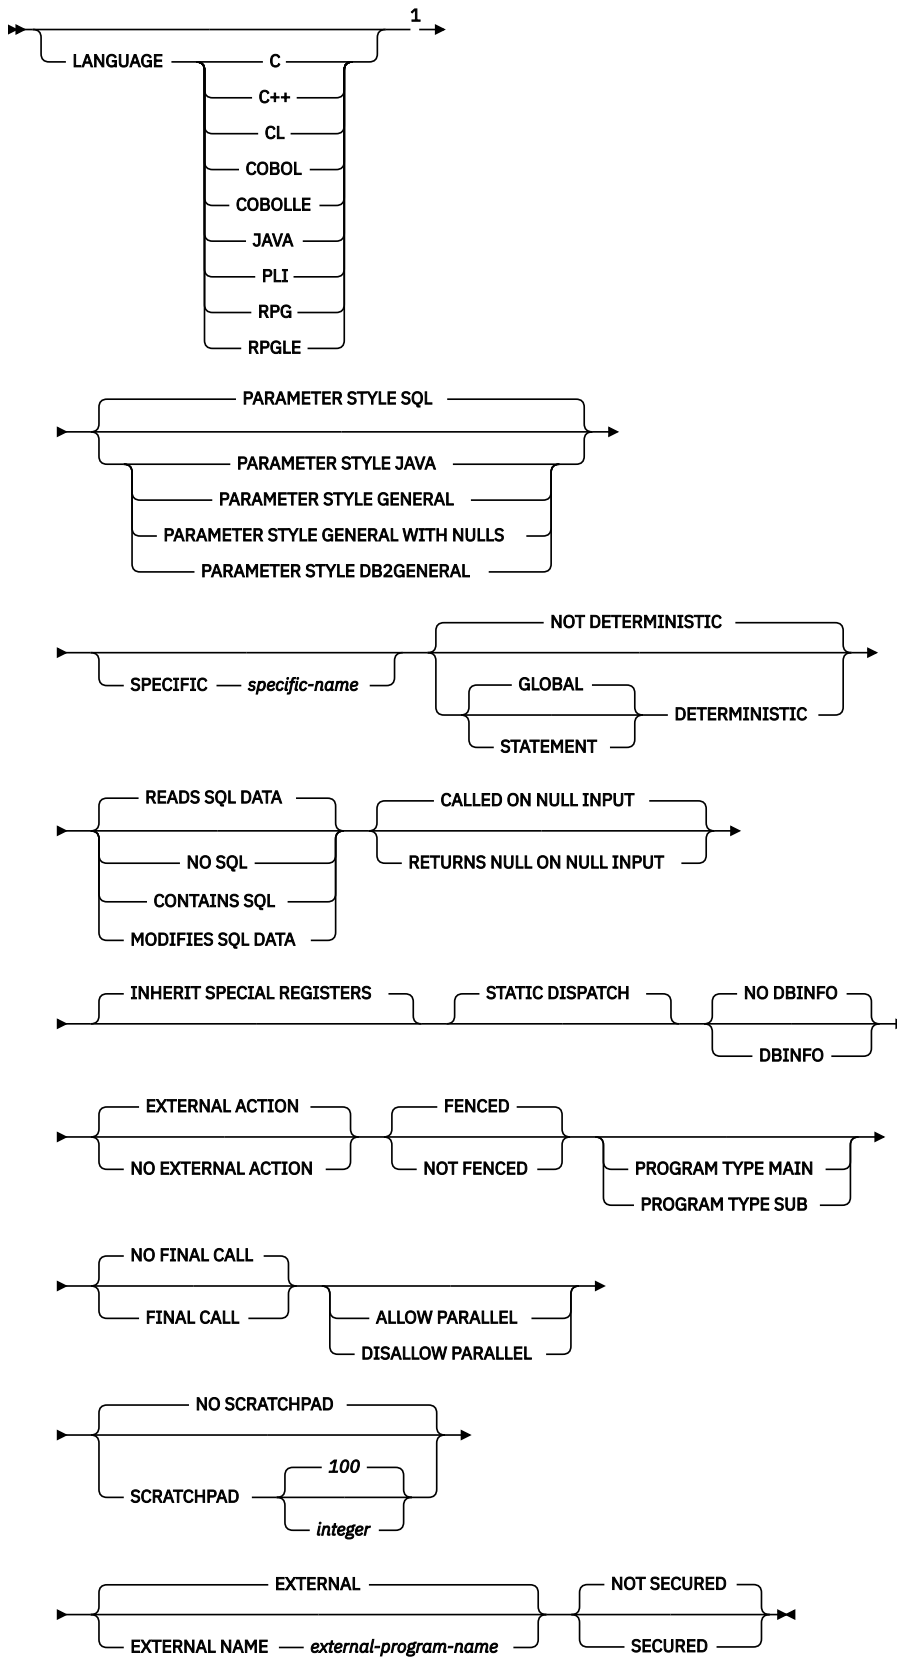 1
LANGUAGE C
C++
CL
COBOL
COBOLLE
JAVA
PLI
RPG
RPGLE
PARAMETER STYLE SQL
PARAMETER STYLE JAVA
PARAMETER STYLE GENERAL
PARAMETER STYLE GENERAL WITH NULLS
PARAMETER STYLE DB2GENERAL
NOT DETERMINISTIC
SPECIFIC specific-name GLOBAL
DETERMINISTIC
STATEMENT
READS SQL DATA CALLED ON NULL INPUT
NO SQL RETURNS NULL ON NULL INPUT
CONTAINS SQL
MODIFIES SQL DATA
INHERIT SPECIAL REGISTERS STATIC DISPATCH NO DBINFO
DBINFO
EXTERNAL ACTION FENCED
NO EXTERNAL ACTION NOT FENCED PROGRAM TYPE MAIN
PROGRAM TYPE SUB
NO FINAL CALL
FINAL CALL ALLOW PARALLEL
DISALLOW PARALLEL
NO SCRATCHPAD
100
SCRATCHPAD
integer
EXTERNAL NOT SECURED
EXTERNAL NAME external-program-name SECURED